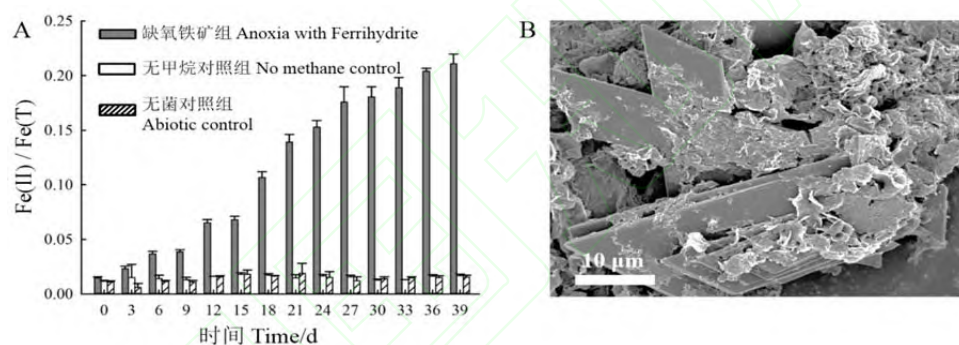 A
B
0.25
0.20
0.15
0.10
0.05
0.00
Fe(II) / Fe(T)
缺氧铁矿组 Anoxia with Ferrihydrite
无甲烷对照组 No methane control
无菌对照组
Abiotic control
0 3 6 9 12 15 18 21 24 27 30 33 36 39
时间 Time/d
10 μm